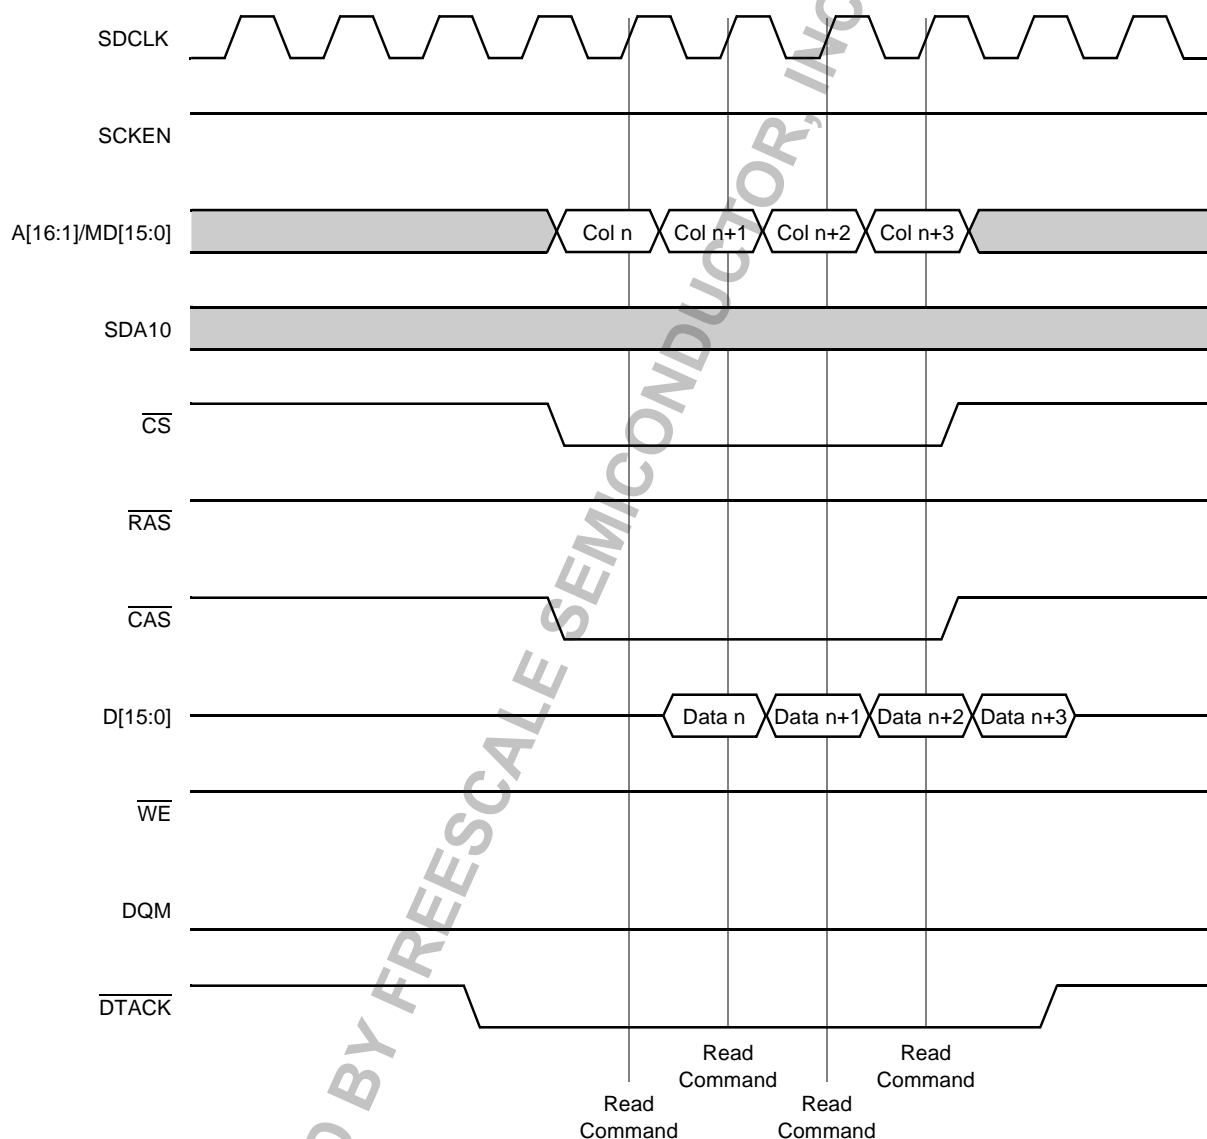 SDCLK
SCKEN
A[16:1]/MD[15:0]
Col n
Col n+1
Col n+2
Col n+3
SDA10
CS
RAS
CAS
D[15:0]
Data n
Data n+1
Data n+2
Data n+3
WE
DQM
DTACK
Read
Command
Read
Command
Read
Command
Read
Command
D BY FREESCALE SEMICONDUCTOR, INC